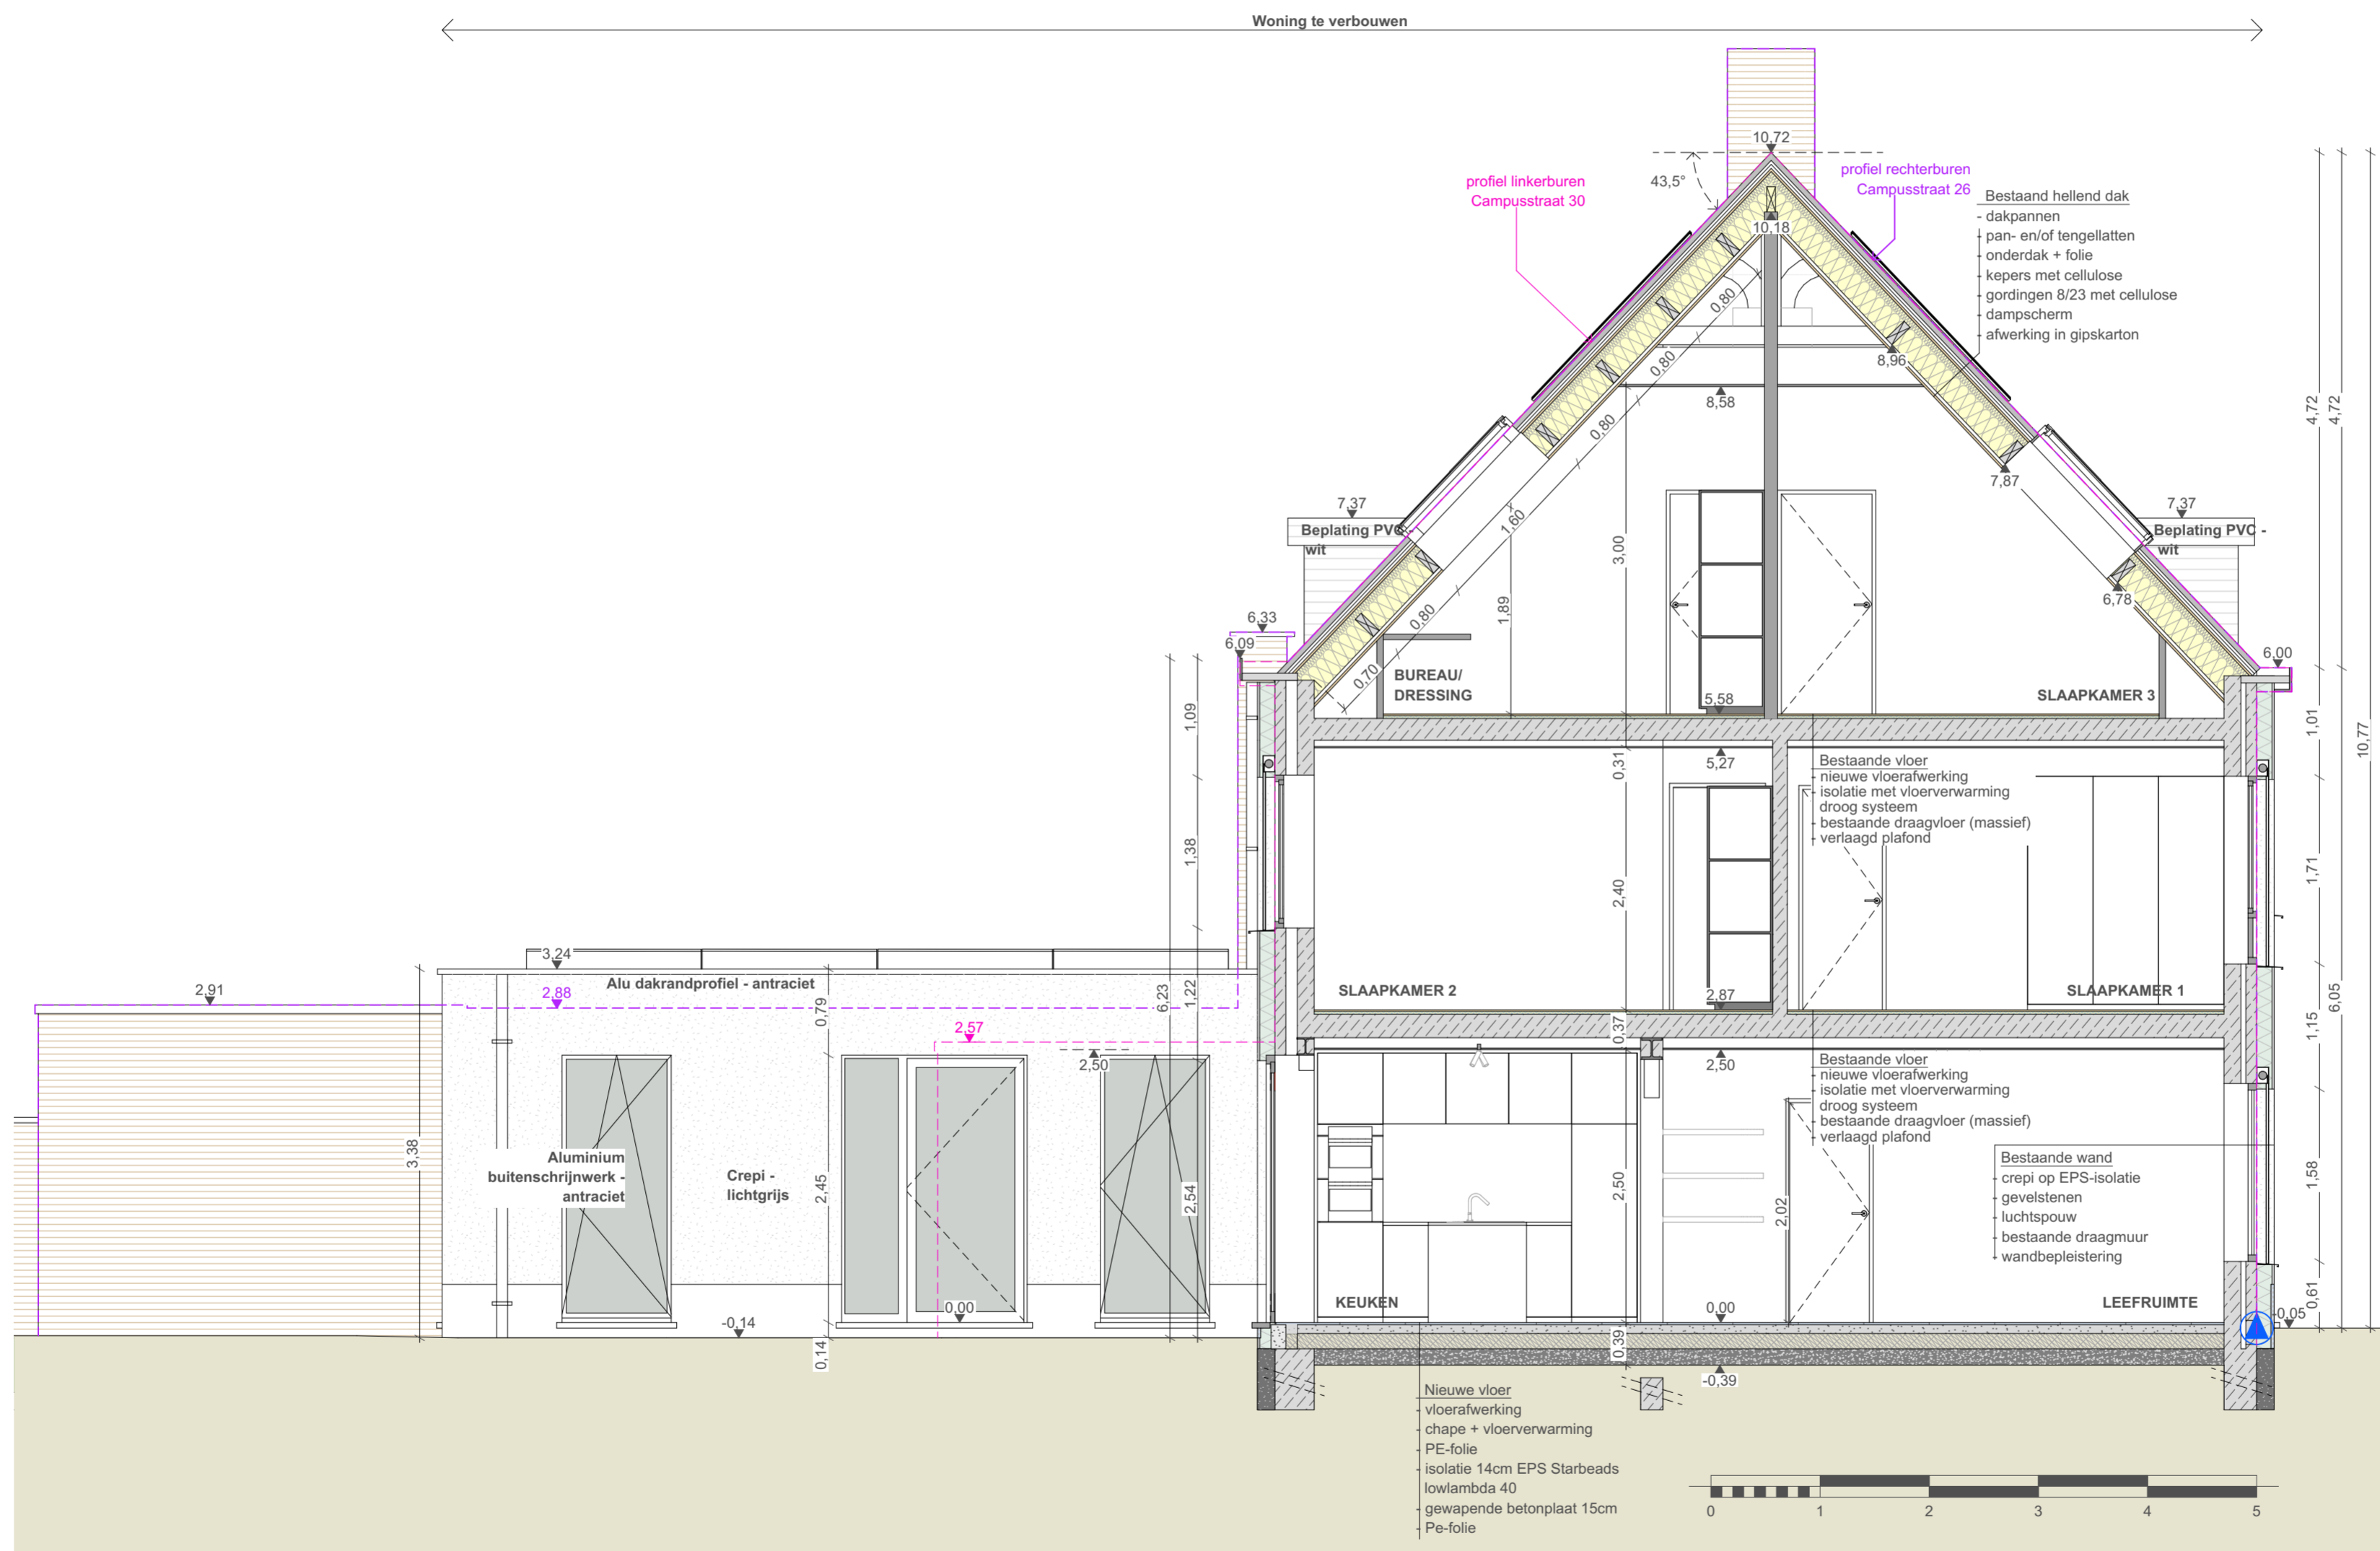 Woning te verbouwen
10,72
43,5°
profiel linkerburen
Campusstraat 30
profiel rechterburen
Campusstraat 26
Bestaand hellend dak
- dakpannen
- pan- en/of tengellatten
- onderdak + folie
- kepers met cellulose
- gordingen 8/23 met cellulose
- dampscherm
- afwerking in gipskarton
10,18
0,80
0,80
0,80
1,60
0,80
0,70
8,96
8,58
7,87
6,78
4,72
4,72
10,77
7,37
Beplating PVC -
wit
7,37
Beplating PVC -
wit
3,00
1,89
6,33
6,09
6,00
BUREAU/
DRESSING
5,58
SLAAPKAMER 3
1,09
1,01
0,31
5,27
Bestaande vloer
- nieuwe vloerafwerking
- isolatie met vloerverwarming
droog systeem
- bestaande draagvloer (massief)
- verlaagd plafond
1,38
2,40
1,71
3,24
Alu dakrandprofiel - antraciet
2,91
2,88
0,79
6,23
1,22
SLAAPKAMER 2
2,87
SLAAPKAMER 1
6,05
1,15
2,57
0,37
2,50
2,50
Bestaande vloer
- nieuwe vloerafwerking
- isolatie met vloerverwarming
droog systeem
- bestaande draagvloer (massief)
- verlaagd plafond
3,38
Aluminium
buitenschrijnwerk -
antraciet
Crepi -
lichtgrijs
2,45
2,54
2,50
2,02
Bestaande wand
- crepi op EPS-isolatie
- gevelstenen
- luchtspouw
- bestaande draagmuur
- wandbepleistering
1,58
0,61
KEUKEN
0,00
0,00
LEEFRUIMTE
-0,05
-0,14
0,14
0,39
-0,39
Nieuwe vloer
- vloerafwerking
- chape + vloerverwarming
- PE-folie
- isolatie 14cm EPS Starbeads
lowlambda 40
- gewapende betonplaat 15cm
- Pe-folie
0 1 2 3 4 5